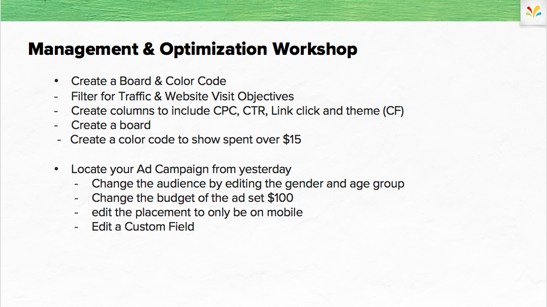 Management & Optimization Workshop
• Create a Board & Color Code
- Filter for Traffic & Website Visit Objectives
- Create columns to include CPC, CTR, Link click and theme (CF)
- Create a board
- Create a color code to show spent over $15
• Locate your Ad Campaign from yesterday
- Change the audience by editing the gender and age group
- Change the budget of the ad set $100
- edit the placement to only be on mobile
- Edit a Custom Field